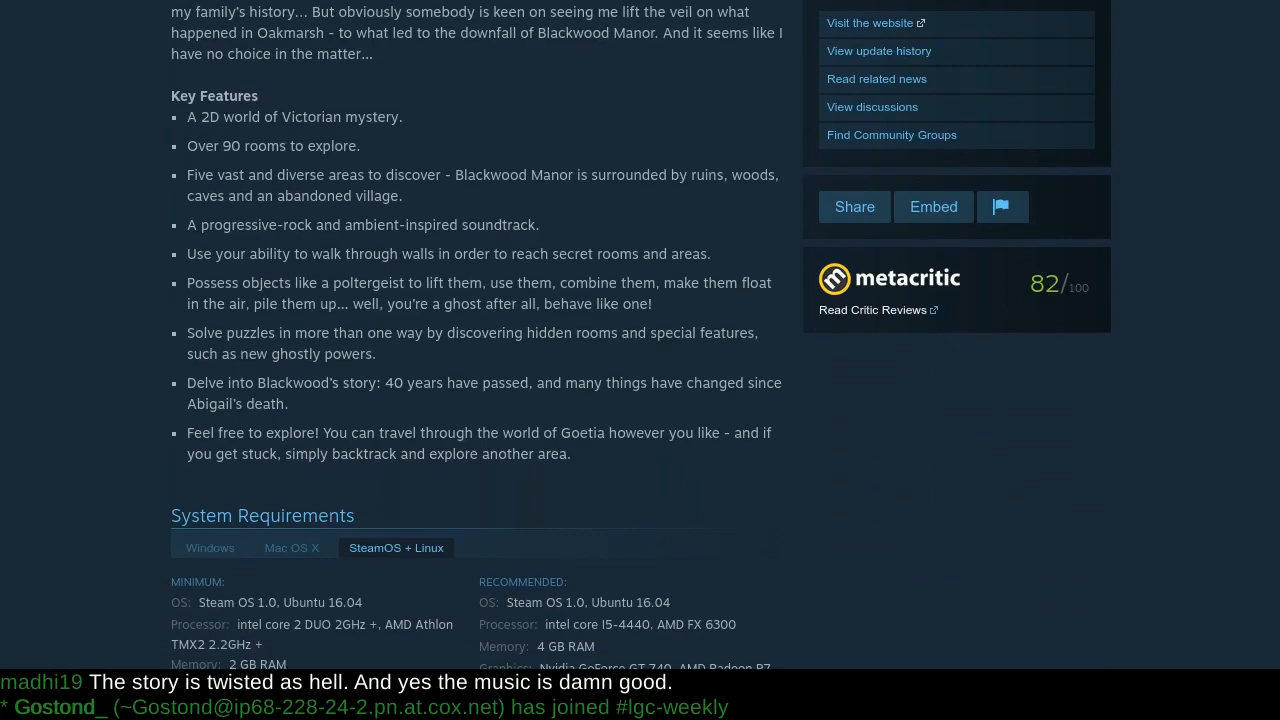 my family's history... But obviously somebody is keen on seeing me lift the veil on what
happened in Oakmarsh - to what led to the downfall of Blackwood Manor. And it seems like I
have no choice in the matter...
Key Features
▪ A 2D world of Victorian mystery.
▪ Over 90 rooms to explore.
▪ Five vast and diverse areas to discover - Blackwood Manor is surrounded by ruins, woods,
caves and an abandoned village.
▪ A progressive-rock and ambient-inspired soundtrack.
▪ Use your ability to walk through walls in order to reach secret rooms and areas.
▪ Possess objects like a poltergeist to lift them, use them, combine them, make them float
in the air, pile them up... well, you're a ghost after all, behave like one!
▪ Solve puzzles in more than one way by discovering hidden rooms and special features,
such as new ghostly powers.
▪ Delve into Blackwood's story: 40 years have passed, and many things have changed since
Abigail's death.
▪ Feel free to explore! You can travel through the world of Goetia however you like - and if
you get stuck, simply backtrack and explore another area.
System Requirements
Windows Mac OS X SteamOS + Linux
MINIMUM:
OS: Steam OS 1.0, Ubuntu 16.04
Processor: intel core 2 DUO 2GHz +, AMD Athlon
TMX2 2.2GHz +
Memory: 2 GB RAM
RECOMMENDED:
OS: Steam OS 1.0, Ubuntu 16.04
Processor: intel core I5-4440, AMD FX 6300
Memory: 4 GB RAM
Graphics: Nvidia GeForce GT 740, AMD Radeon R7
Visit the website
View update history
Read related news
View discussions
Find Community Groups
Share Embed
metacritic 82/100
Read Critic Reviews
madhi19 The story is twisted as hell. And yes the music is damn good.
* Gostond_ (~Gostond@ip68-228-24-2.pn.at.cox.net) has joined #lgc-weekly